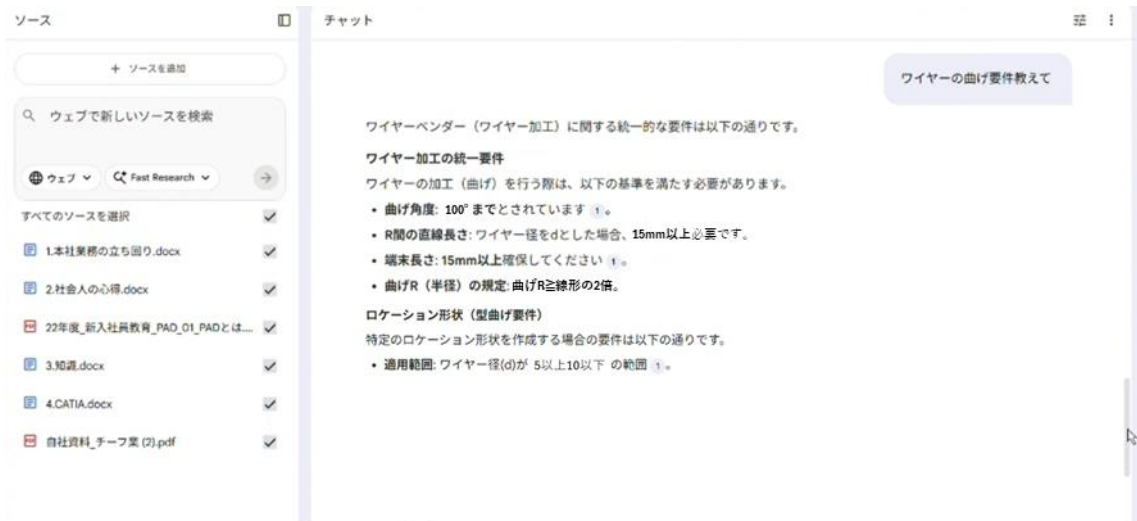 ソース
+ ソースを追加
ウェブで新しいソースを検索
ウェブ
Fast Research
すべてのソースを選択
1.本社業務の立ち回り.docx
2.社会人の心得.docx
22年度_新入社員教育_PAD_01_PADとは....
3.知識.docx
4.CATIA.docx
自社資料_チーフ業 (2).pdf
チャット
ワイヤーの曲げ要件教えて
ワイヤーベンダー（ワイヤー加工）に関する統一的な要件は以下の通りです。
ワイヤー加工の統一要件
ワイヤーの加工（曲げ）を行う際は、以下の基準を満たす必要があります。
• 曲げ角度: 100° までとされています 1 。
• R間の直線長さ: ワイヤー径をdとした場合、15mm以上必要です。
• 端末長さ: 15mm以上確保してください 1 。
• 曲げR（半径）の規定: 曲げR≧線形の2倍。
ロケーション形状（型曲げ要件）
特定のロケーション形状を作成する場合の要件は以下の通りです。
• 適用範囲: ワイヤー径(d)が 5以上10以下 の範囲 1 。